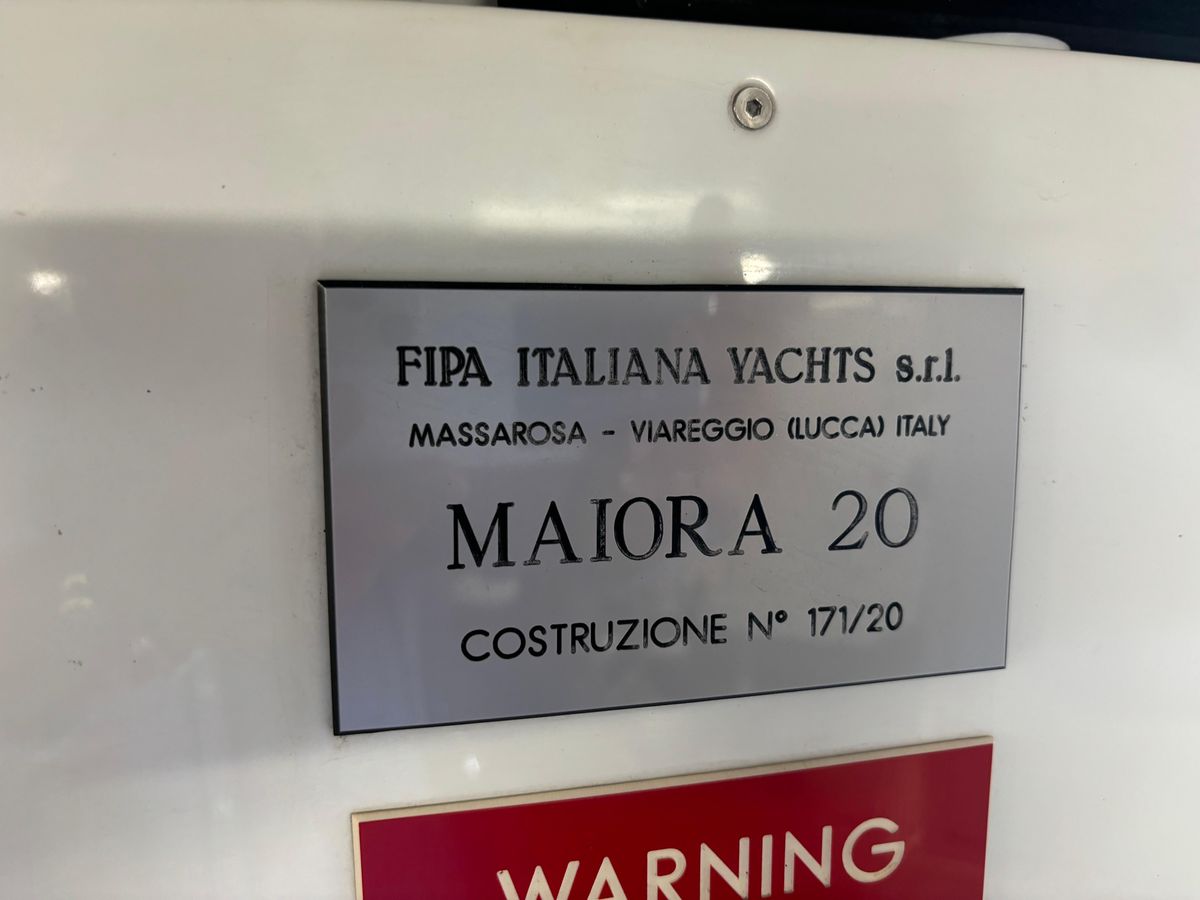 FIPA ITALIANA YACHTS s.r.l.
MASSAROSA - VIAREGGIO (LUCCA) ITALY
MAIORA 20
COSTRUZIONE N° 171/20
WARNING